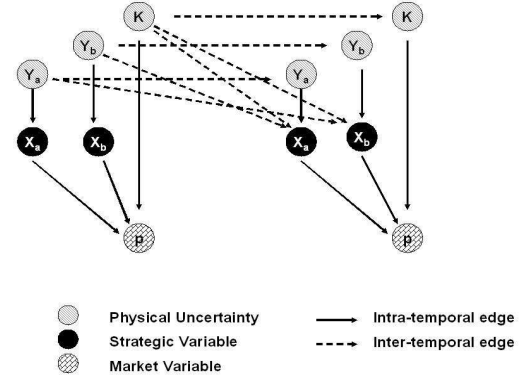 K K
Y_b Y_b
Y_a Y_a
X_a X_b X_a X_b
p p
Physical Uncertainty Intra-temporal edge
Strategic Variable Inter-temporal edge
Market Variable